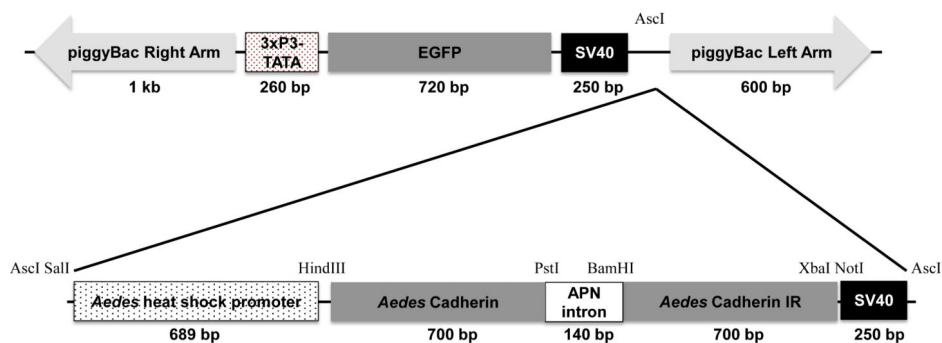 AscI
piggyBac Right Arm
3xP3-
TATA
EGFP
SV40
piggyBac Left Arm
1 kb
260 bp
720 bp
250 bp
600 bp
AscI SalI
HindIII
PstI
BamHI
XbaI NotI
AscI
Aedes heat shock promoter
Aedes Cadherin
APN
intron
Aedes Cadherin IR
SV40
689 bp
700 bp
140 bp
700 bp
250 bp